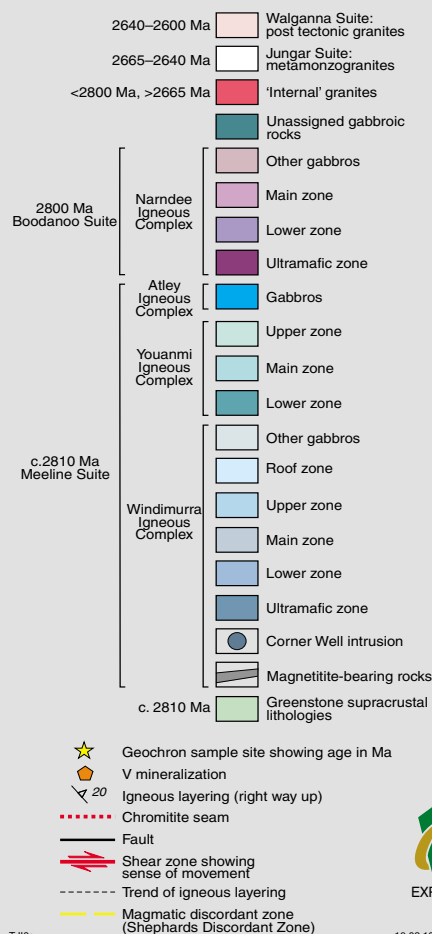 2640–2600 Ma
Walganna Suite:
post tectonic granites
2665–2640 Ma
Jungar Suite:
metamonzogranites
<2800 Ma, >2665 Ma
‘Internal’ granites
Unassigned gabbroic
rocks
2800 Ma
Boodanoo Suite
Narndee
Igneous
Complex
Other gabbros
Main zone
Lower zone
Ultramafic zone
c.2810 Ma
Meeline Suite
Atley
Igneous
Complex
Gabbros
Youanmi
Igneous
Complex
Upper zone
Main zone
Lower zone
Windimurra
Igneous
Complex
Other gabbros
Roof zone
Upper zone
Main zone
Lower zone
Ultramafic zone
Corner Well intrusion
Magnetitite-bearing rocks
c. 2810 Ma
Greenstone supracrustal
lithologies
Geochron sample site showing age in Ma
V mineralization
20
Igneous layering (right way up)
Chromitite seam
Fault
Shear zone showing
sense of movement
Trend of igneous layering
Magmatic discordant zone
(Shephards Discordant Zone)